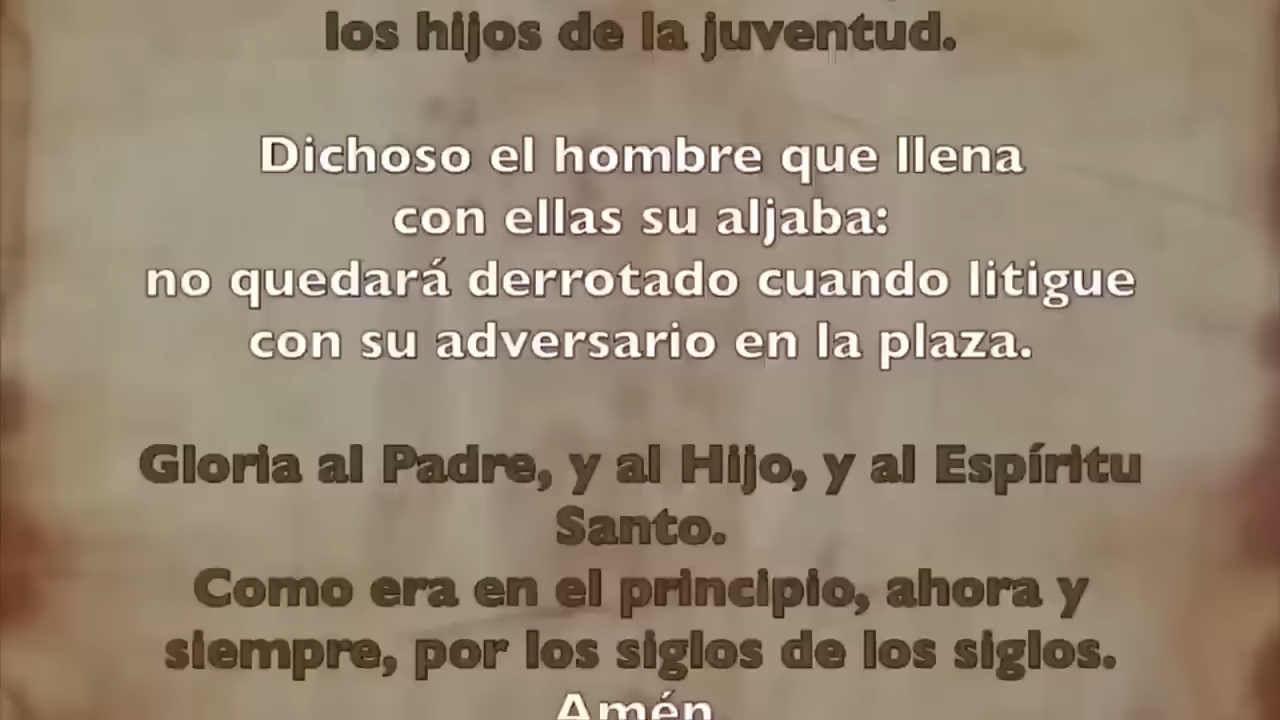 los hijos de la juventud.
Dichoso el hombre que llena
con ellas su aljaba:
no quedará derrotado cuando litigue
con su adversario en la plaza.
Gloria al Padre, y al Hijo, y al Espíritu
Santo.
Como era en el principio, ahora y
siempre, por los siglos de los siglos.
Amén